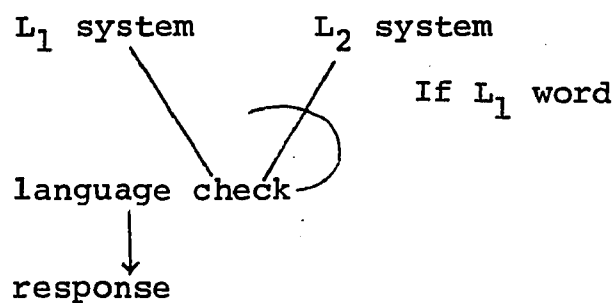 L₁ system L₂ system
If L₁ word
language check
response